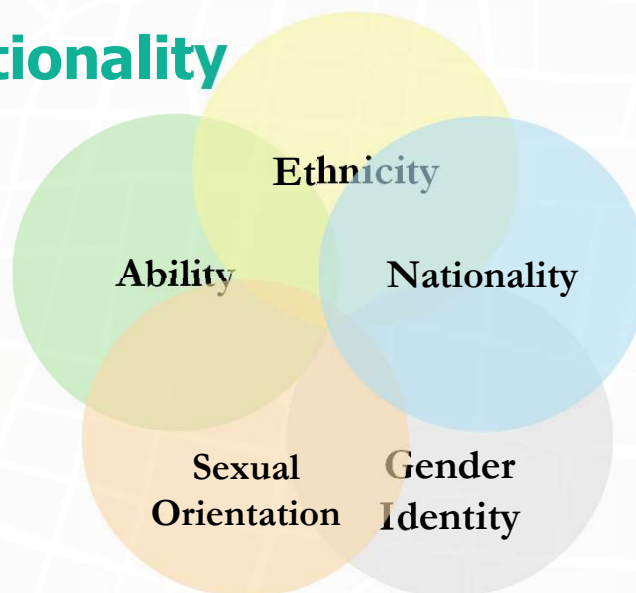 tionality
Ethnicity
Ability
Nationality
Sexual
Orientation
Gender
Identity